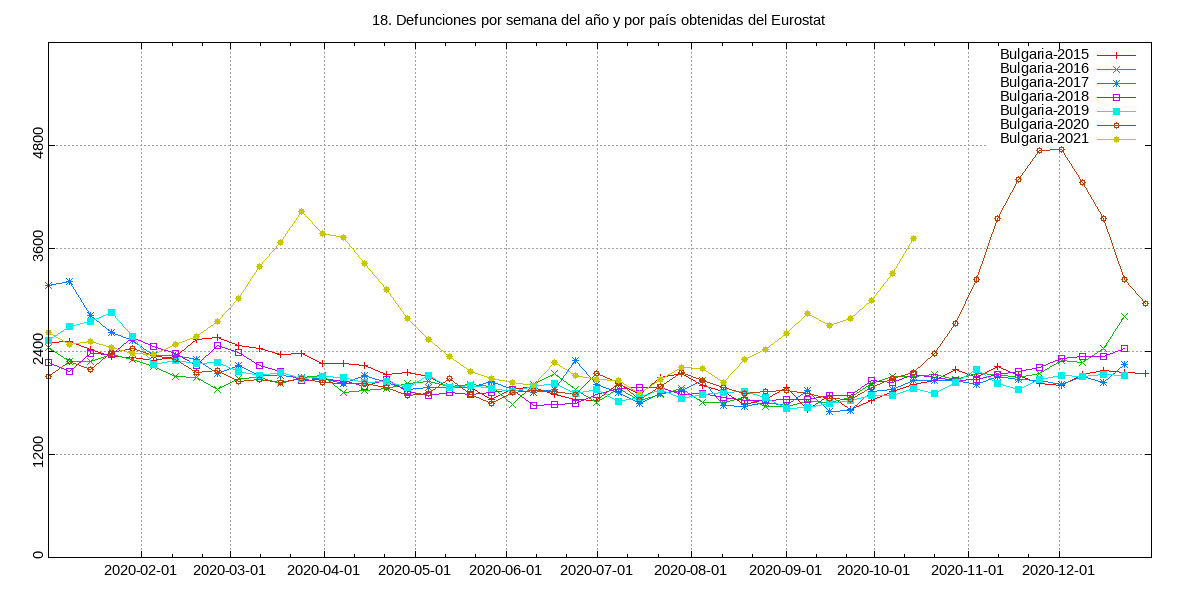 18. Defunciones por semana del año y por país obtenidas del Eurostat
Bulgaria-2015
Bulgaria-2016
Bulgaria-2017
Bulgaria-2018
Bulgaria-2019
Bulgaria-2020
Bulgaria-2021
4800
3600
2400
1200
0
2020-02-01 2020-03-01 2020-04-01 2020-05-01 2020-06-01 2020-07-01 2020-08-01 2020-09-01 2020-10-01 2020-11-01 2020-12-01